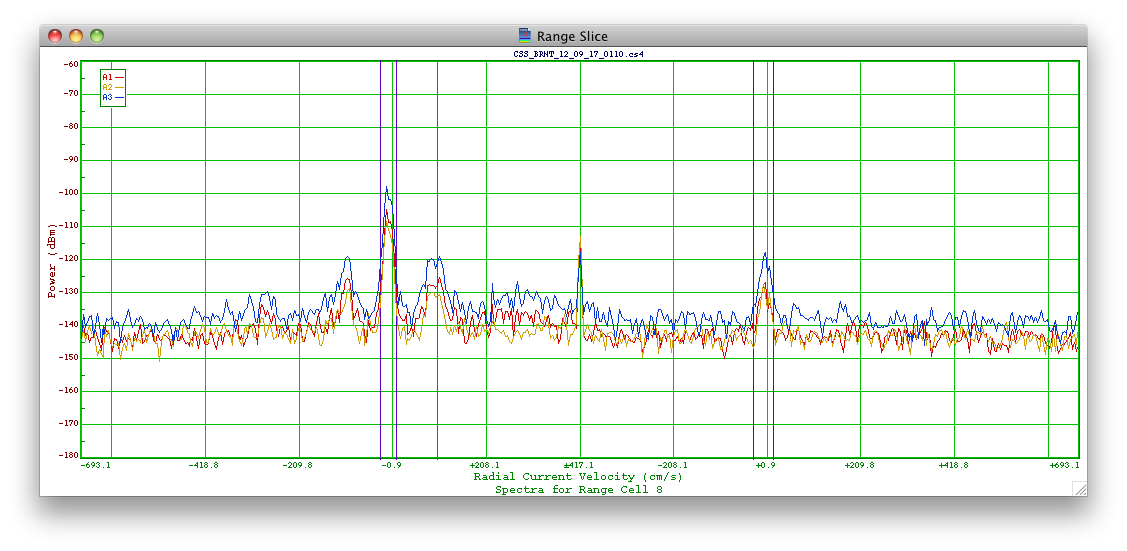 Range Slice
CSS_BRNT_12_09_17_0110.cs4
A1
A2
A3
-60
-70
-80
-90
-100
-110
-120
-130
-140
-150
-160
-170
-180
Power (dBm)
-693.1 -418.8 -209.8 -0.9 +208.1 ±417.1 -208.1 +0.9 +209.8 +418.8 +693.1
Radial Current Velocity (cm/s)
Spectra for Range Cell 8